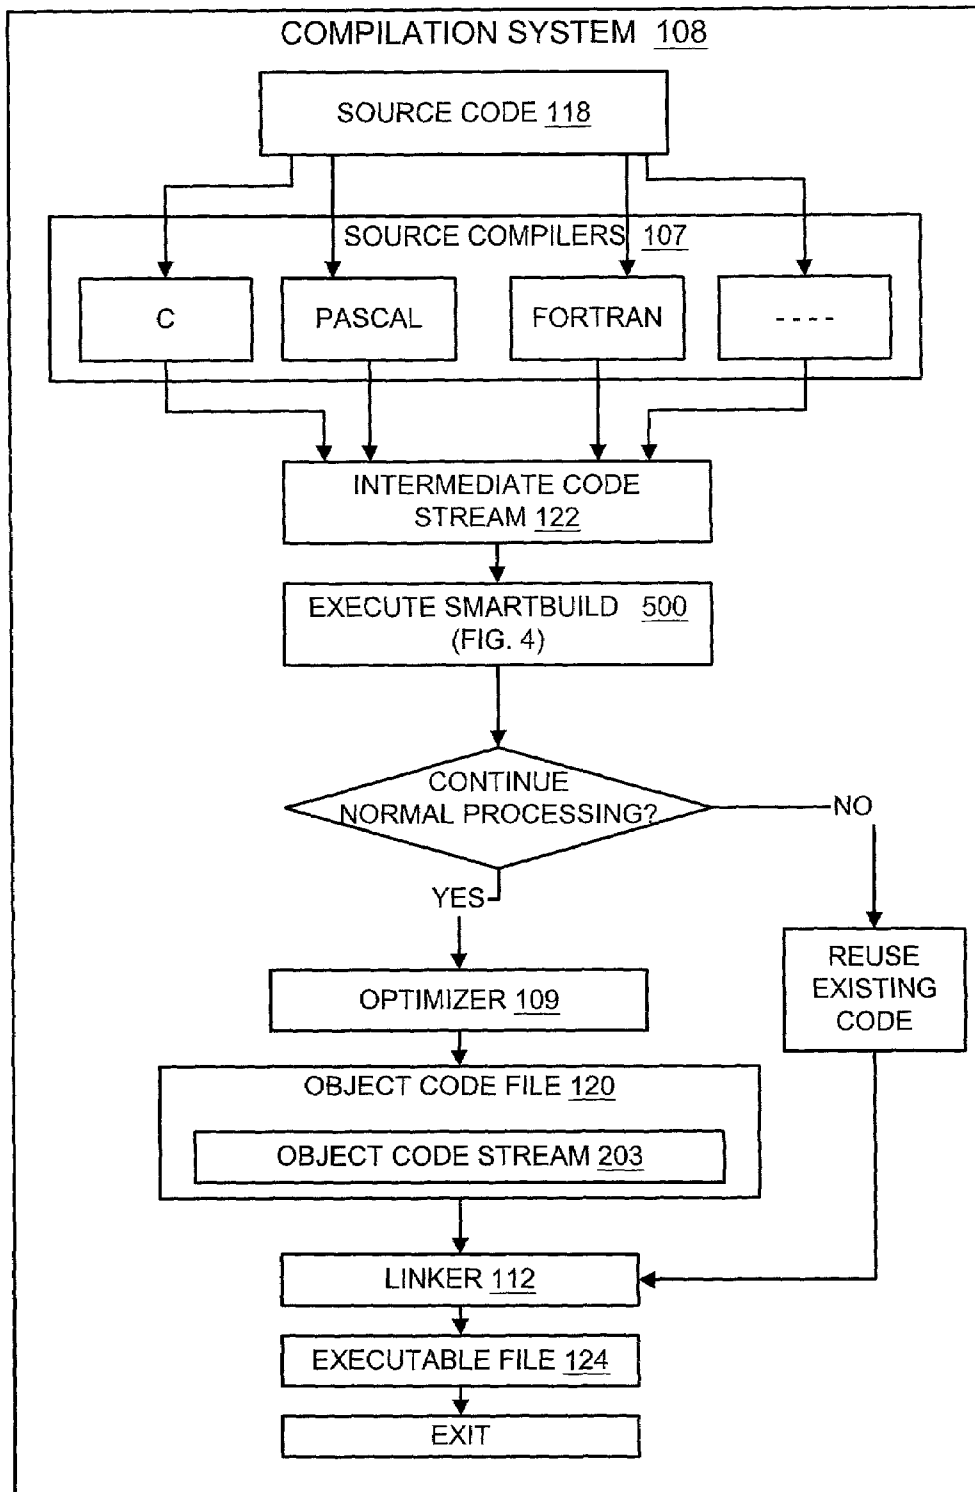 COMPILATION SYSTEM 108
SOURCE CODE 118
SOURCE COMPILERS 107
C
PASCAL
FORTRAN
----
INTERMEDIATE CODE
STREAM 122
EXECUTE SMARTBUILD 500
(FIG. 4)
CONTINUE
NORMAL PROCESSING?
NO
YES
REUSE
EXISTING
CODE
OPTIMIZER 109
OBJECT CODE FILE 120
OBJECT CODE STREAM 203
LINKER 112
EXECUTABLE FILE 124
EXIT